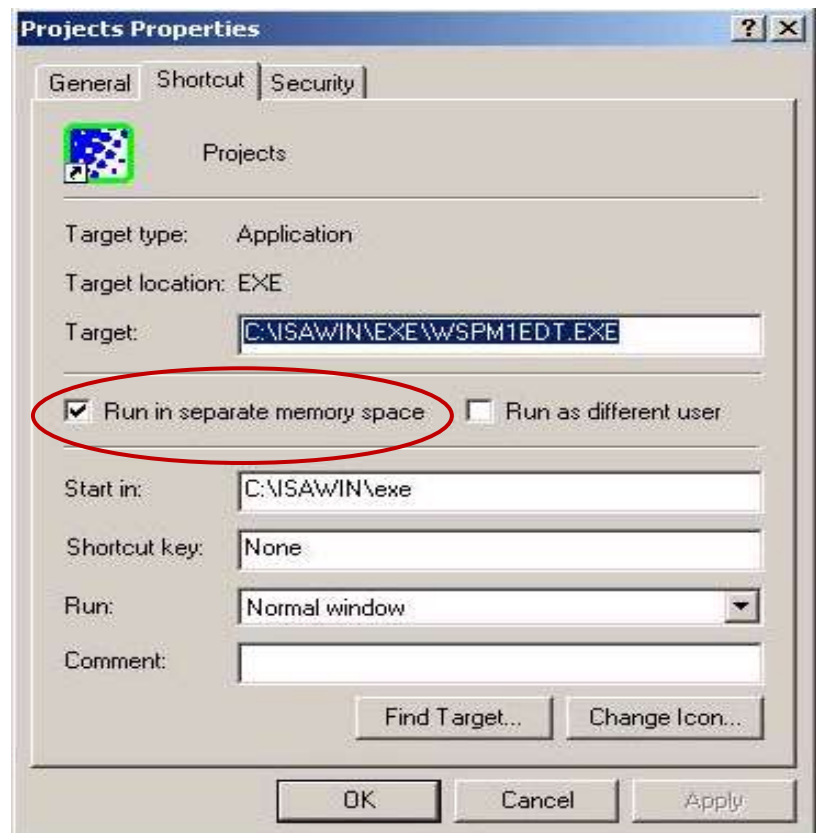 Projects Properties
General Shortcut Security
Projects
Target type: Application
Target location: EXE
Target: C:\ISAWIN\EXE\WSPM1EDT.EXE
Run in separate memory space Run as different user
Start in: C:\ISAWIN\exe
Shortcut key: None
Run: Normal window
Comment:
Find Target... Change Icon...
OK Cancel Apply